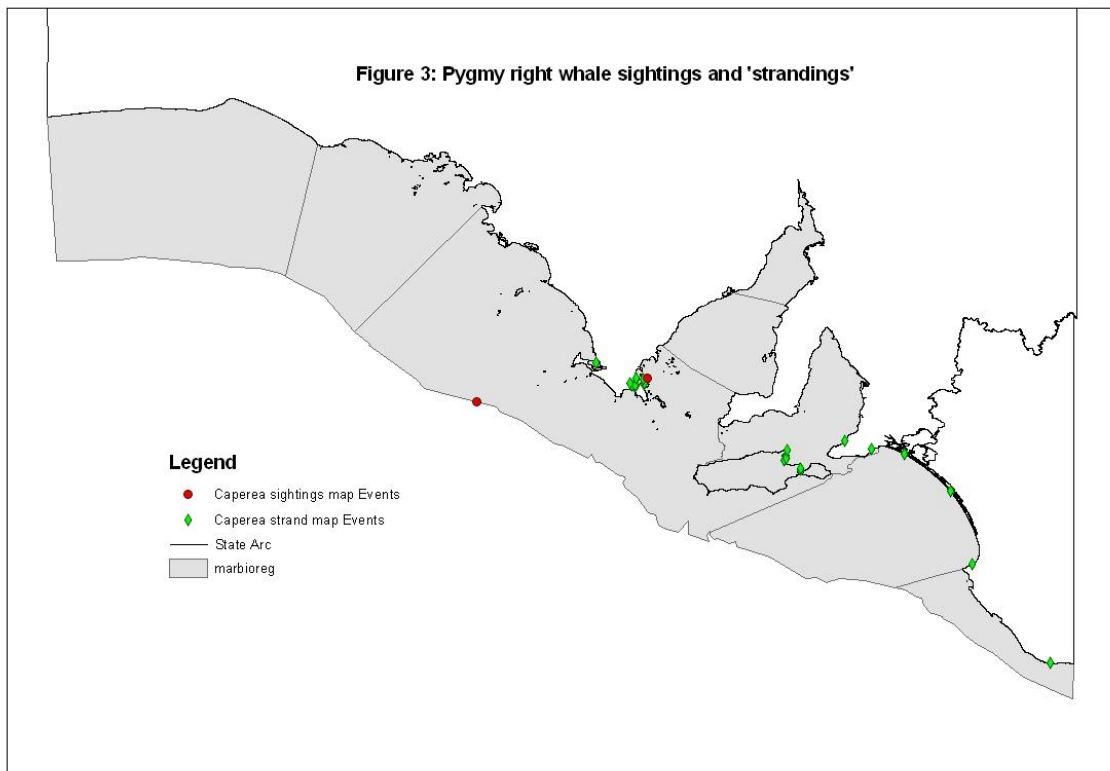 Figure 3: Pygmy right whale sightings and 'strandings'
Legend
Caperea sightings map Events
Caperea strand map Events
State Arc
marbioreg